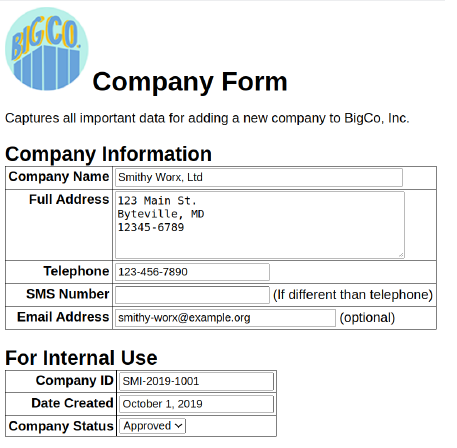 BIGCO.
Company Form
Captures all important data for adding a new company to BigCo, Inc.
Company Information
Company Name Smithy Worx, Ltd
Full Address 123 Main St.
Byteville, MD
12345-6789
Telephone 123-456-7890
SMS Number (If different than telephone)
Email Address smithy-worx@example.org (optional)
For Internal Use
Company ID SMI-2019-1001
Date Created October 1, 2019
Company Status Approved